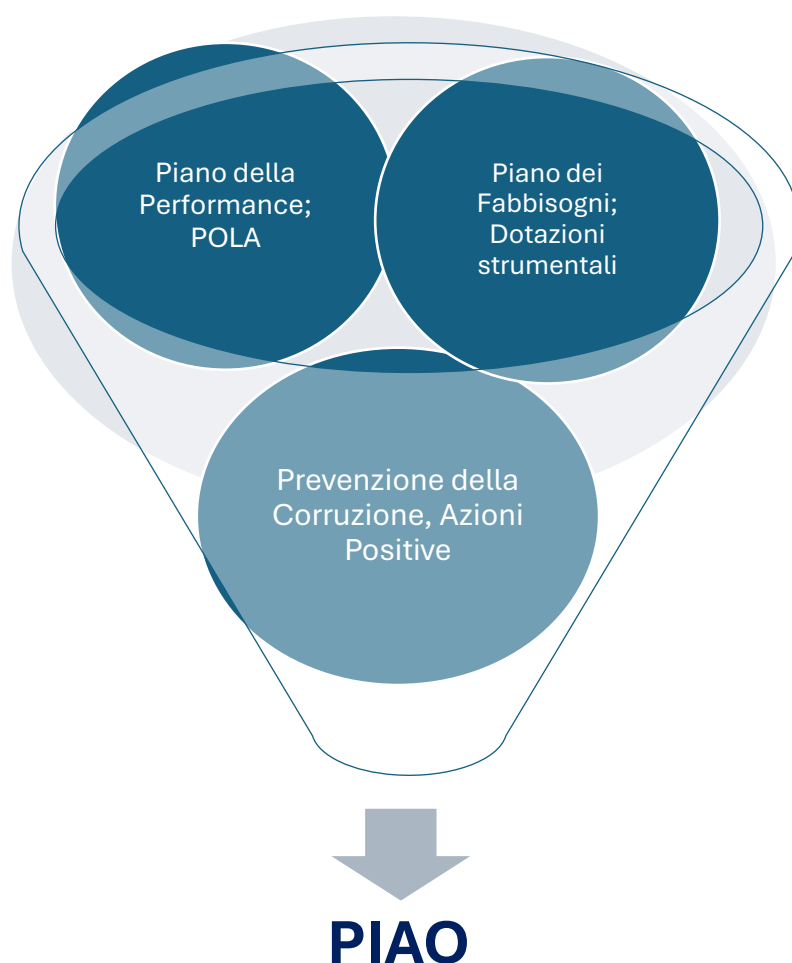 Piano della
Performance;
POLA
Piano dei
Fabbisogni;
Dotazioni
strumentali
Prevenzione della
Corruzione, Azioni
Positive
PIAO